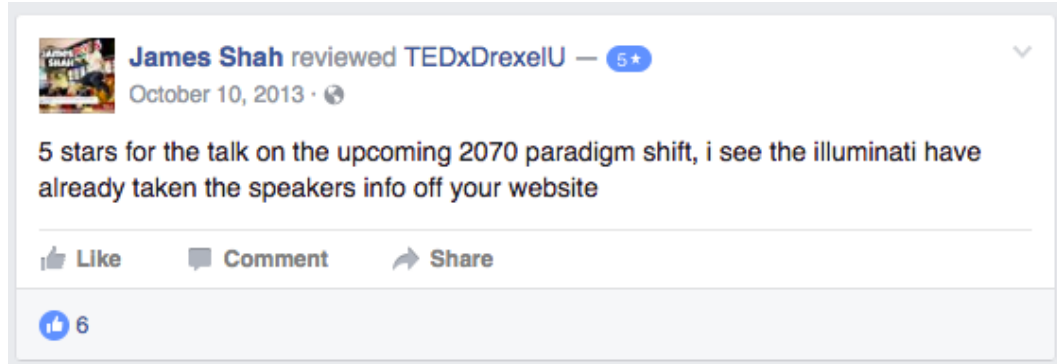 James Shah reviewed TEDxDrexelU — 5★
October 10, 2013 ·
5 stars for the talk on the upcoming 2070 paradigm shift, i see the illuminati have
already taken the speakers info off your website
Like Comment Share
6